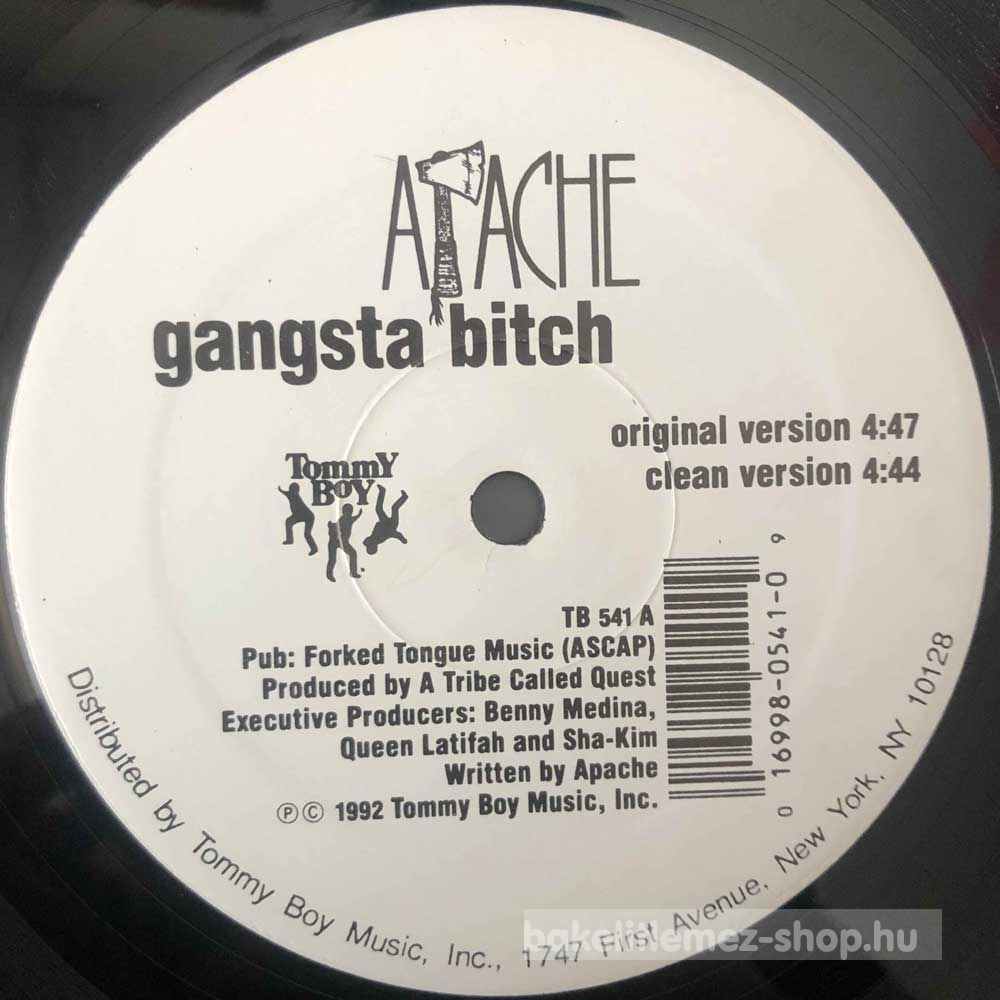 APACHE
gangsta bitch
original version 4:47
clean version 4:44
Tommy
Boy
TB 541 A
Pub: Forked Tongue Music (ASCAP)
Produced by A Tribe Called Quest
Executive Producers: Benny Medina,
Queen Latifah and Sha-Kim
Written by Apache
℗© 1992 Tommy Boy Music, Inc.
0 16998-0541-0 9
Distributed by Tommy Boy Music, Inc., 1747 First Avenue, New York, NY 10128
bakelitlemez-shop.hu